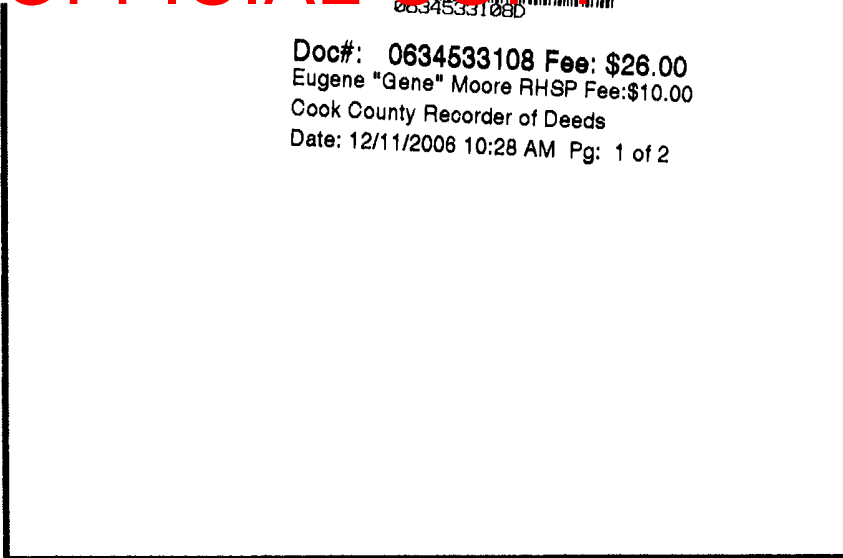 OFFICIAL
0634533108D
Doc#: 0634533108 Fee: $26.00
Eugene "Gene" Moore RHSP Fee:$10.00
Cook County Recorder of Deeds
Date: 12/11/2006 10:28 AM Pg: 1 of 2